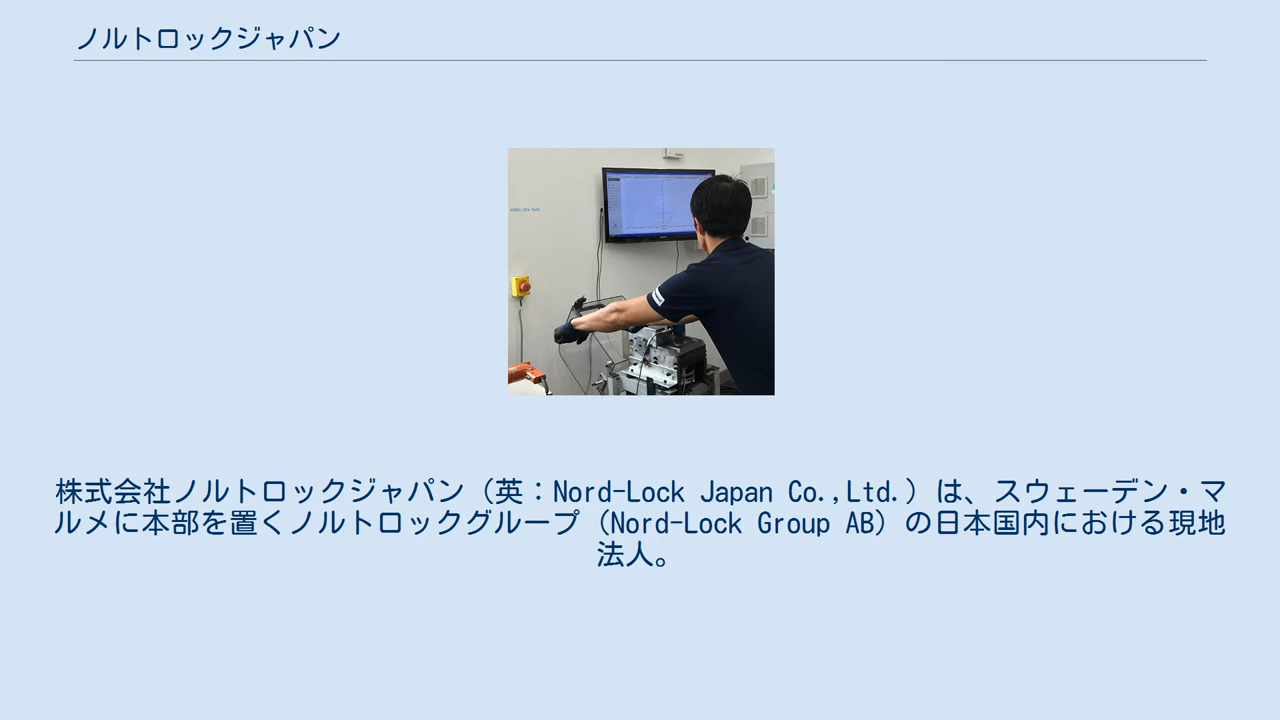 ノルトロックジャパン
株式会社ノルトロックジャパン（英：Nord-Lock Japan Co.,Ltd.）は、スウェーデン・マ
ルメに本部を置くノルトロックグループ（Nord-Lock Group AB）の日本国内における現地
法人。